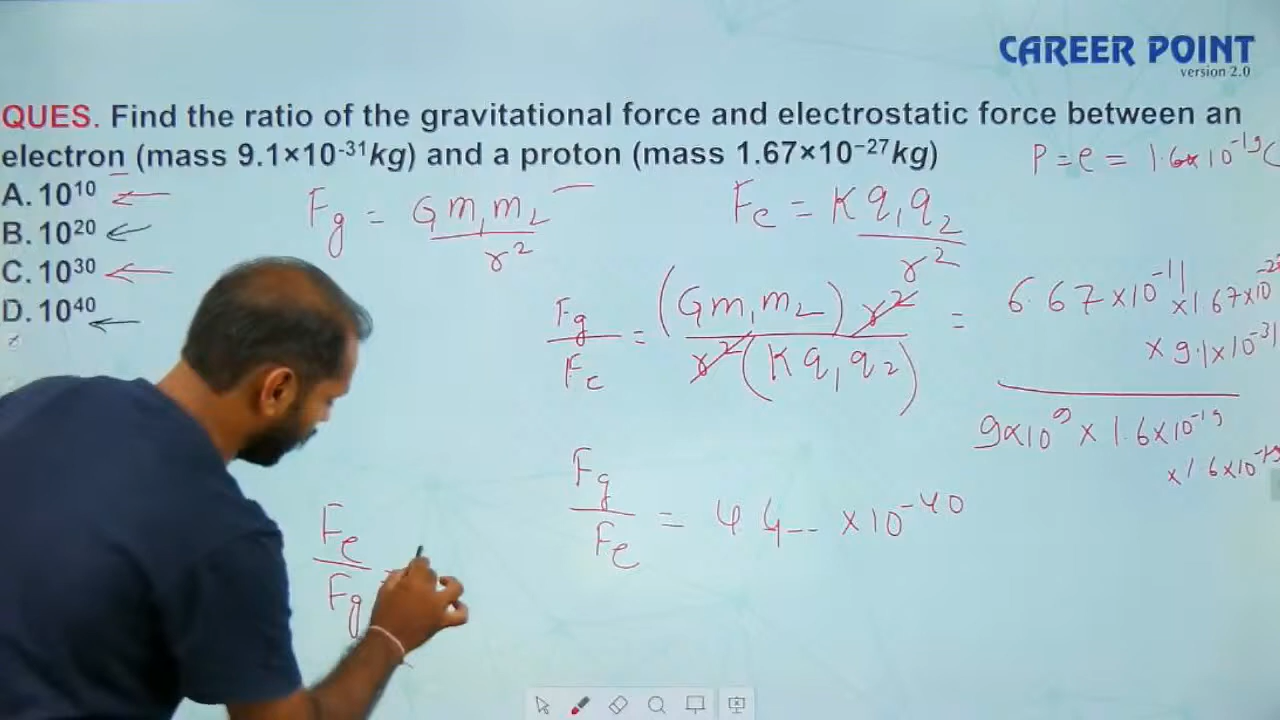 CAREER POINT
version 2.0
QUES. Find the ratio of the gravitational force and electrostatic force between an
electron (mass 9.1×10⁻³¹kg) and a proton (mass 1.67×10⁻²⁷kg)
P = e = 1.6×10⁻¹⁹C
A. 10¹⁰
B. 10²⁰
C. 10³⁰
D. 10⁴⁰
Fg = Gm₁m₂/r²
Fe = Kq₁q₂/r²
Fg/Fe = (Gm₁m₂) r²/r² (Kq₁q₂) =
6.67×10⁻¹¹ ×1.67×10
× 9.1×10⁻³¹
9×10⁹ × 1.6×10⁻¹⁹
×1.6×10⁻¹⁹
Fg/Fe = 4.4-- ×10⁻⁴⁰
Fe/Fg